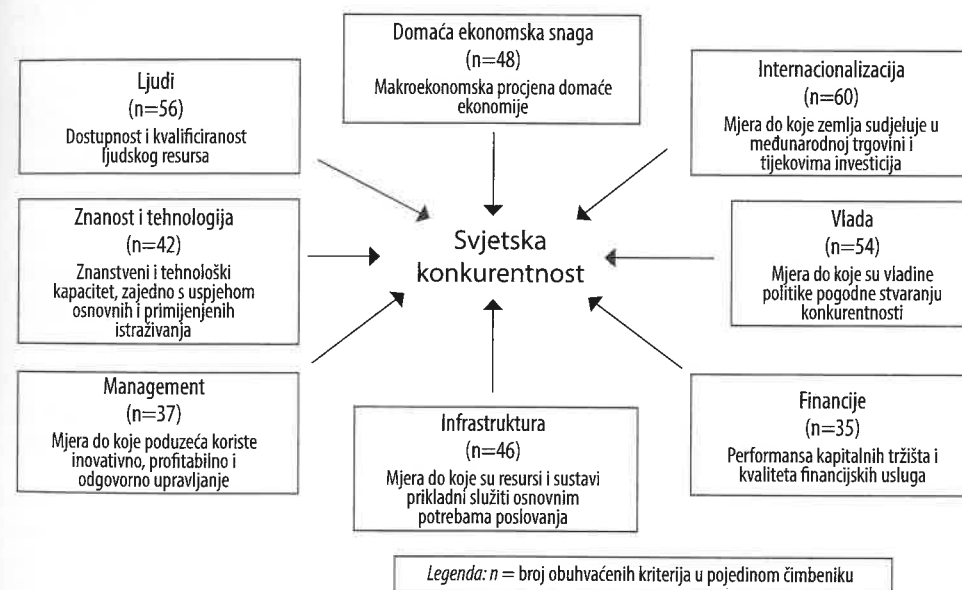 Domaća ekonomska snaga
(n=48)
Makroekonomska procjena domaće
ekonomije
Ljudi
(n=56)
Dostupnost i kvalificiranost
ljudskog resursa
Internacionalizacija
(n=60)
Mjera do koje zemlja sudjeluje u
međunarodnoj trgovini i
tijekovima investicija
Znanost i tehnologija
(n=42)
Znanstveni i tehnološki
kapacitet, zajedno s uspjehom
osnovnih i primijenjenih
istraživanja
Svjetska
konkurentnost
Vlada
(n=54)
Mjera do koje su vladine
politike pogodne stvaranju
konkurentnosti
Management
(n=37)
Mjera do koje poduzeća koriste
inovativno, profitabilno i
odgovorno upravljanje
Infrastruktura
(n=46)
Mjera do koje su resursi i sustavi
prikladni služiti osnovnim
potrebama poslovanja
Financije
(n=35)
Performansa kapitalnih tržišta i
kvaliteta financijskih usluga
Legenda: n = broj obuhvaćenih kriterija u pojedinom čimbeniku